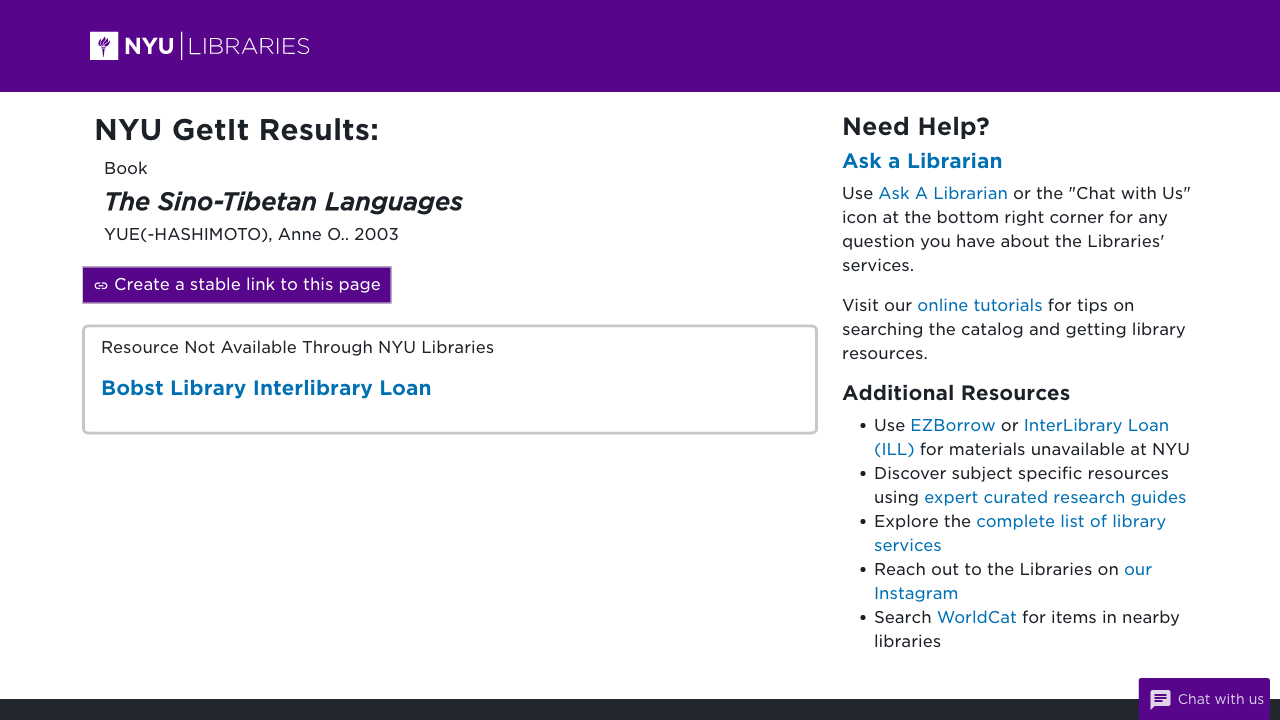 NYU LIBRARIES
NYU GetIt Results:
Book
The Sino-Tibetan Languages
YUE(-HASHIMOTO), Anne O.. 2003
Create a stable link to this page
Resource Not Available Through NYU Libraries
Bobst Library Interlibrary Loan
Need Help?
Ask a Librarian
Use Ask A Librarian or the "Chat with Us"
icon at the bottom right corner for any
question you have about the Libraries'
services.
Visit our online tutorials for tips on
searching the catalog and getting library
resources.
Additional Resources
• Use EZBorrow or InterLibrary Loan
(ILL) for materials unavailable at NYU
• Discover subject specific resources
using expert curated research guides
• Explore the complete list of library
services
• Reach out to the Libraries on our
Instagram
• Search WorldCat for items in nearby
libraries
Chat with us